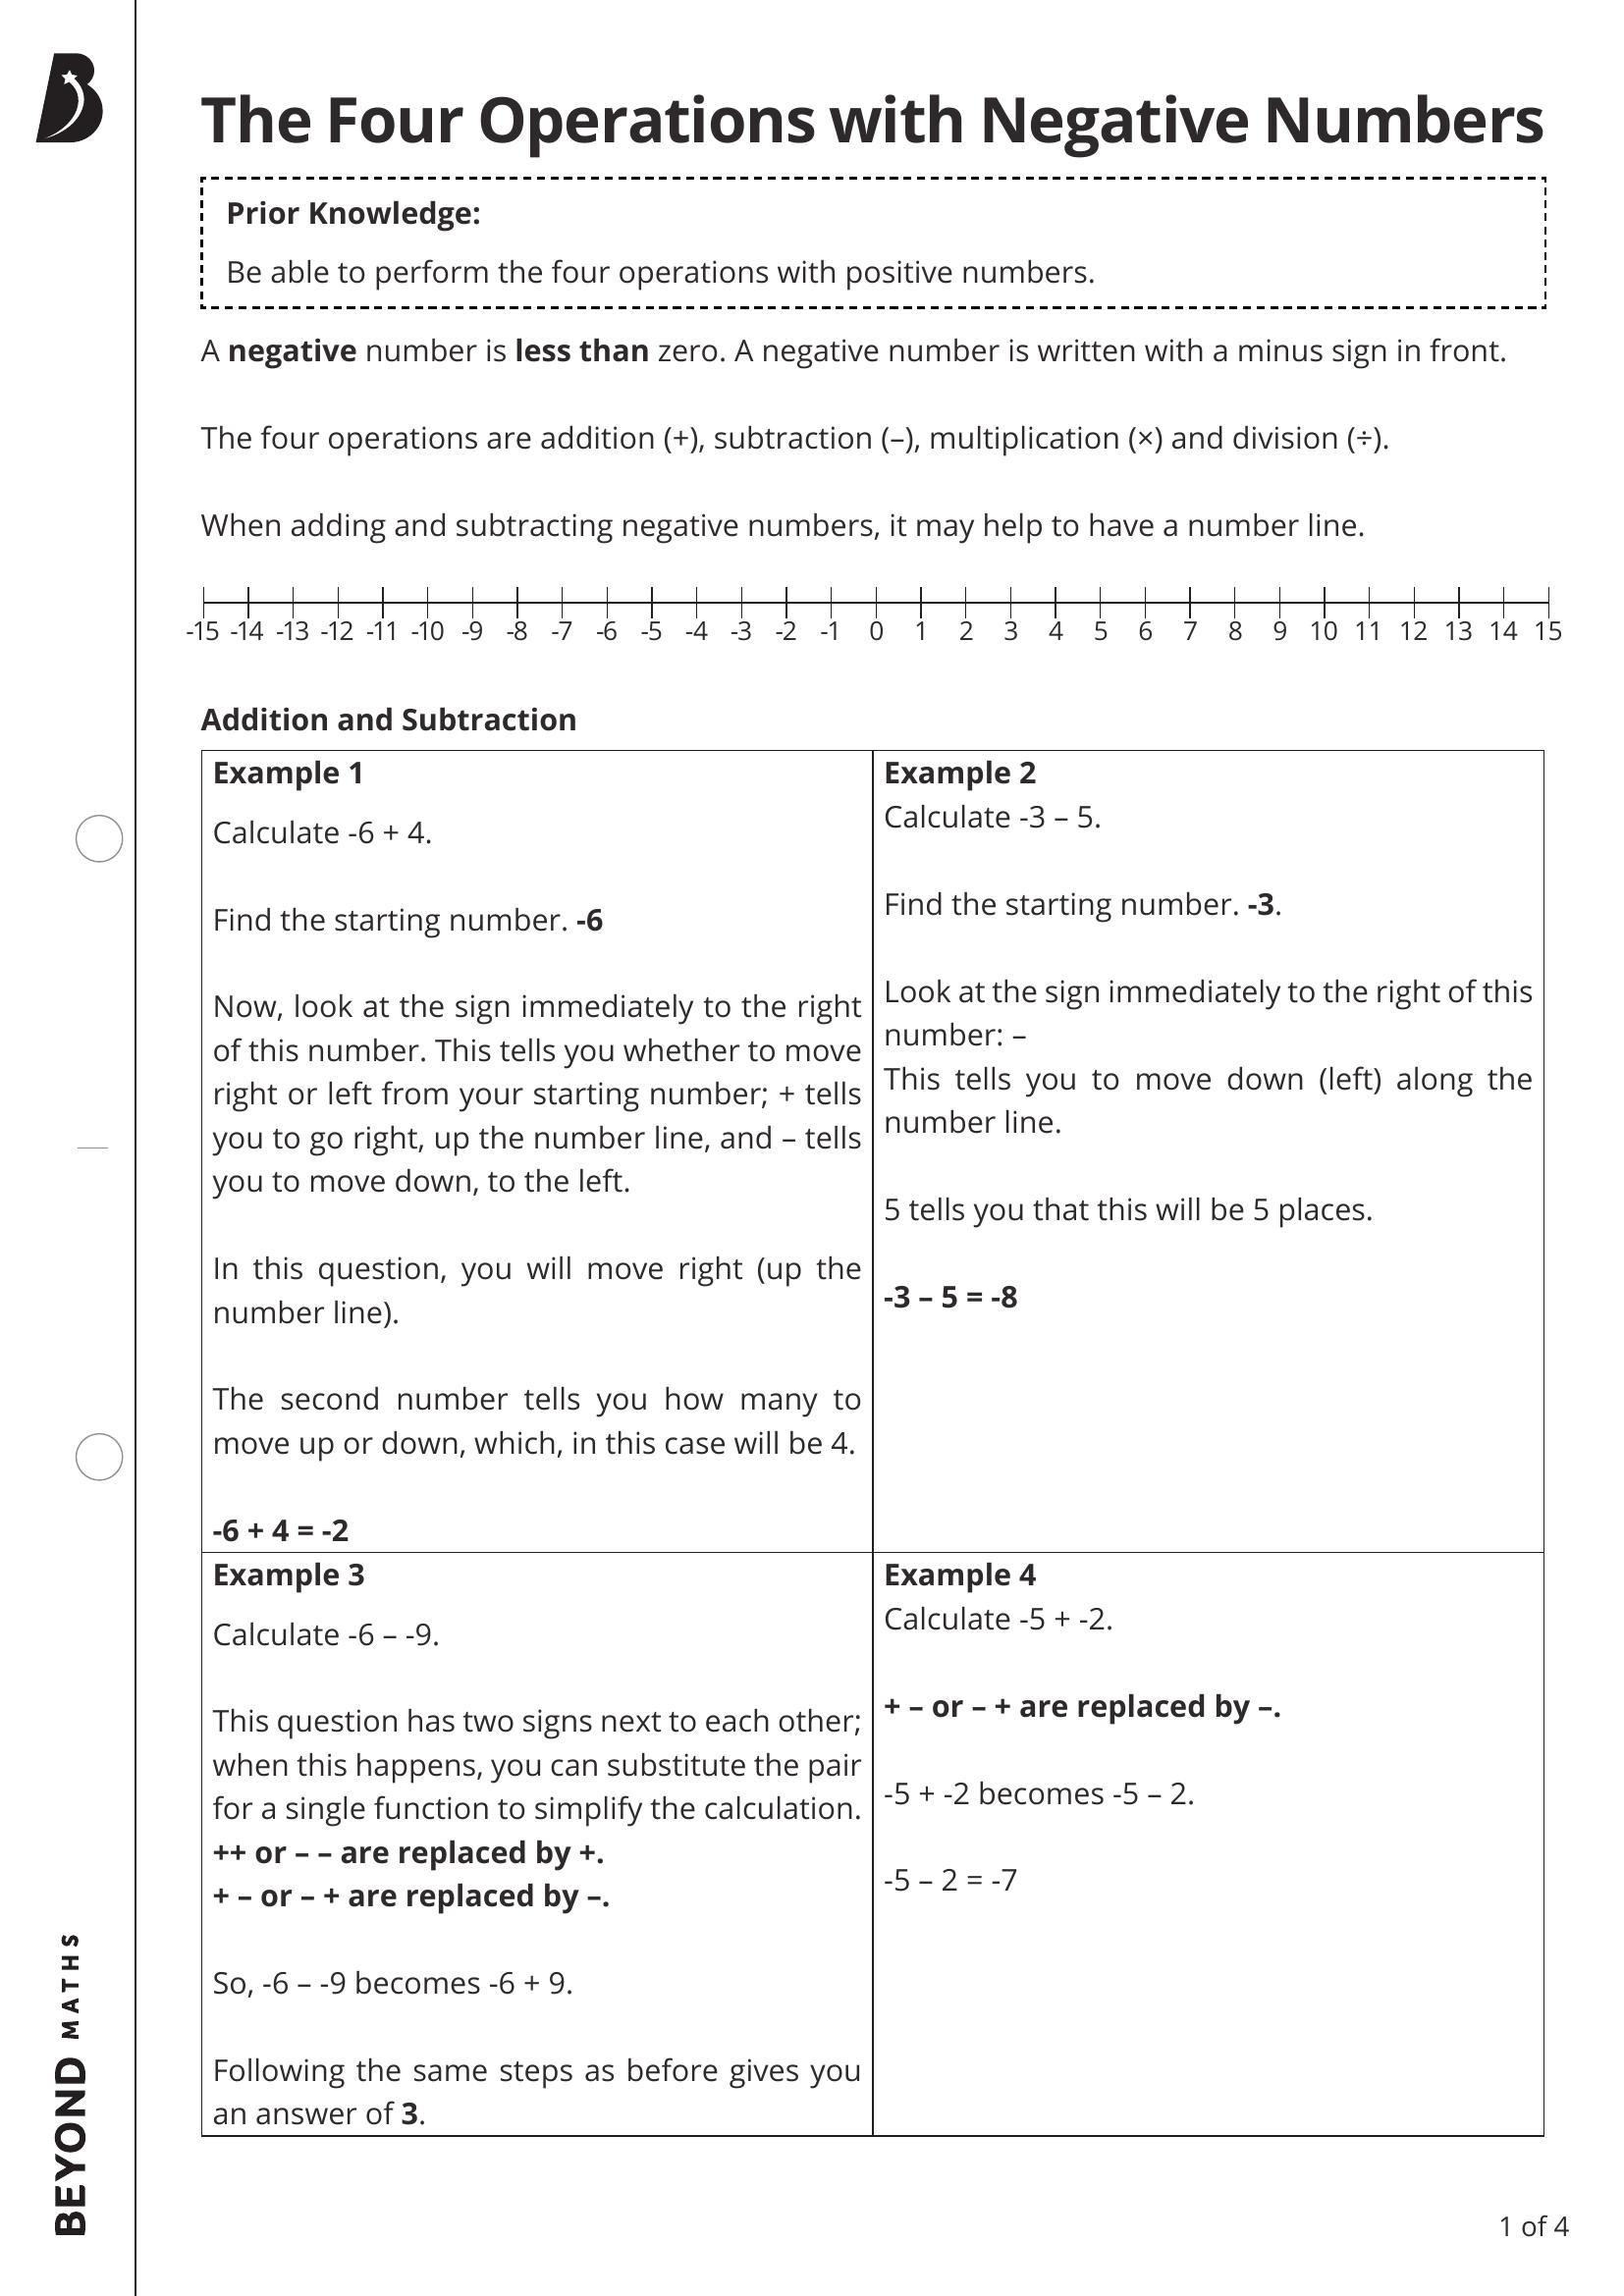 The Four Operations with Negative Numbers
Prior Knowledge:
Be able to perform the four operations with positive numbers.
A negative number is less than zero. A negative number is written with a minus sign in front.
The four operations are addition (+), subtraction (–), multiplication (×) and division (÷).
When adding and subtracting negative numbers, it may help to have a number line.
-15 -14 -13 -12 -11 -10 -9 -8 -7 -6 -5 -4 -3 -2 -1 0 1 2 3 4 5 6 7 8 9 10 11 12 13 14 15
Addition and Subtraction
Example 1
Calculate -6 + 4.
Find the starting number. -6
Now, look at the sign immediately to the right
of this number. This tells you whether to move
right or left from your starting number; + tells
you to go right, up the number line, and – tells
you to move down, to the left.
In this question, you will move right (up the
number line).
The second number tells you how many to
move up or down, which, in this case will be 4.
-6 + 4 = -2
Example 2
Calculate -3 – 5.
Find the starting number. -3.
Look at the sign immediately to the right of this
number: –
This tells you to move down (left) along the
number line.
5 tells you that this will be 5 places.
-3 – 5 = -8
Example 3
Calculate -6 – -9.
This question has two signs next to each other;
when this happens, you can substitute the pair
for a single function to simplify the calculation.
++ or – – are replaced by +.
+ – or – + are replaced by –.
So, -6 – -9 becomes -6 + 9.
Following the same steps as before gives you
an answer of 3.
Example 4
Calculate -5 + -2.
+ – or – + are replaced by –.
-5 + -2 becomes -5 – 2.
-5 – 2 = -7
BEYOND MATHS
1 of 4